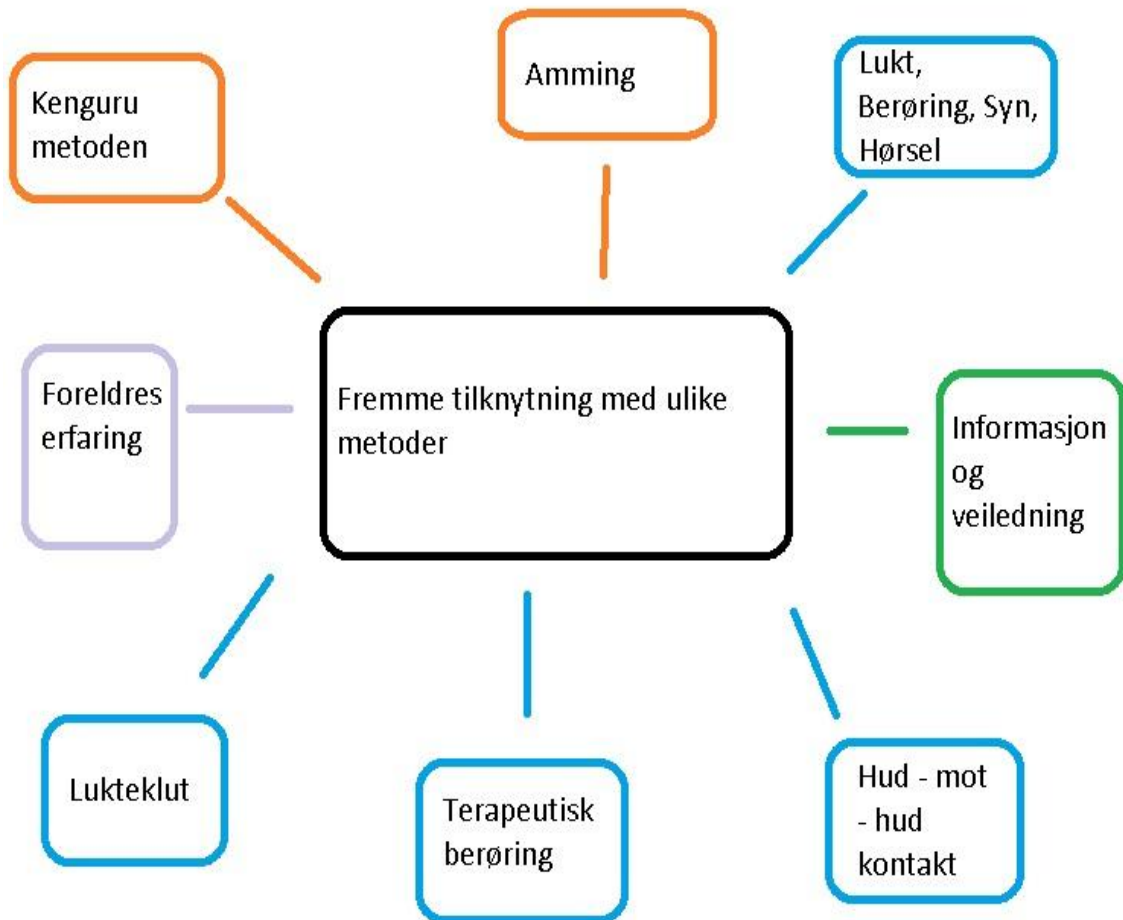 Kenguru
metoden
Amming
Lukt,
Berøring, Syn,
Hørsel
Foreldres
erfaring
Fremme tilknytning med ulike
metoder
Informasjon
og
veiledning
Lukteklut
Terapeutisk
berøring
Hud - mot
- hud
kontakt